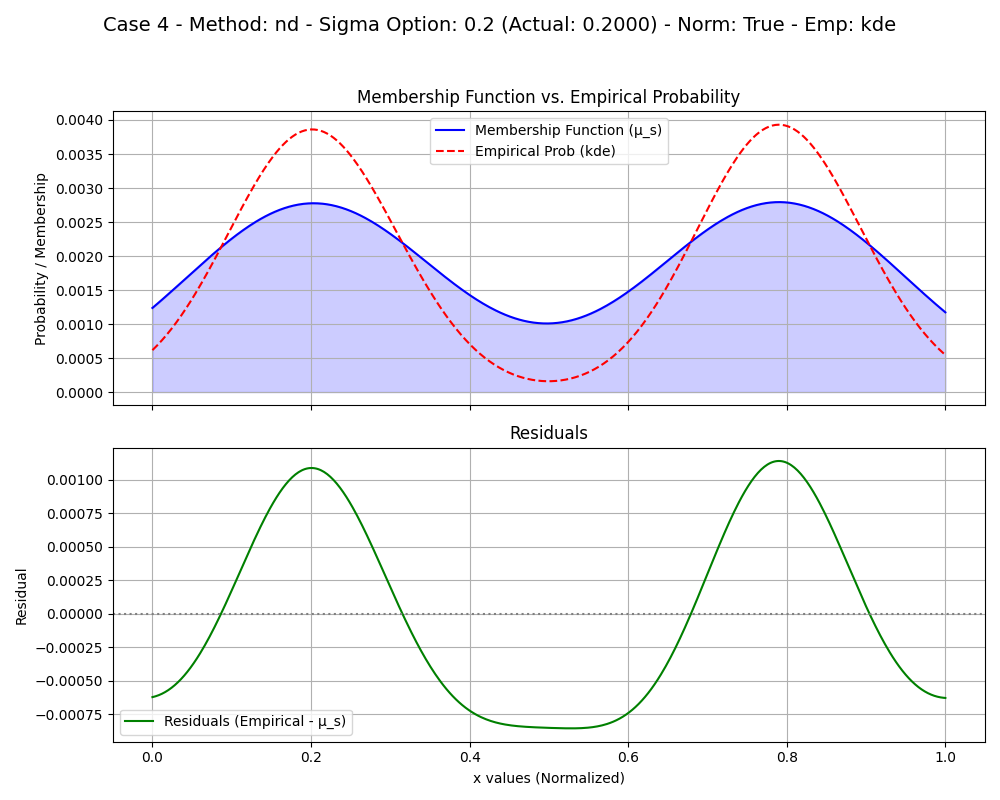 Case 4 - Method: nd - Sigma Option: 0.2 (Actual: 0.2000) - Norm: True - Emp: kde
Membership Function vs. Empirical Probability
Probability / Membership
0.0040
0.0035
0.0030
0.0025
0.0020
0.0015
0.0010
0.0005
0.0000
Membership Function (μ_s)
Empirical Prob (kde)
Residuals
Residual
0.00100
0.00075
0.00050
0.00025
0.00000
−0.00025
−0.00050
−0.00075
Residuals (Empirical - μ_s)
0.0 0.2 0.4 0.6 0.8 1.0
x values (Normalized)